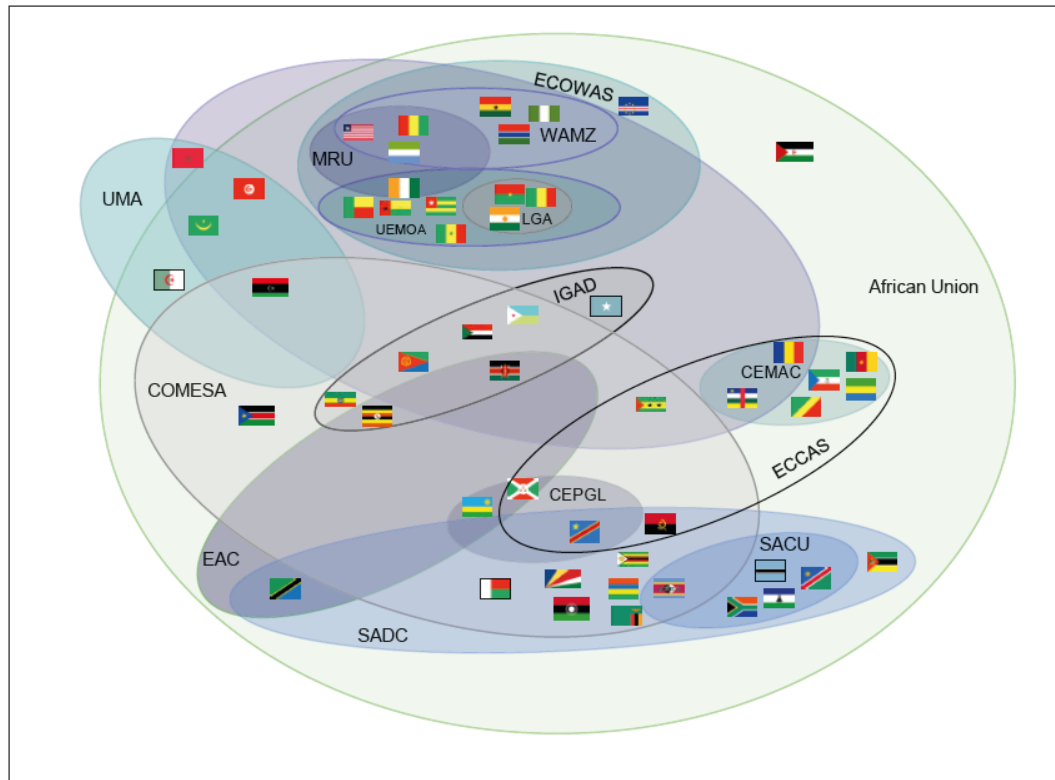 ECOWAS
WAMZ
MRU
UMA
LGA
UEMOA
IGAD
African Union
CEMAC
COMESA
ECCAS
CEPGL
SACU
EAC
SADC